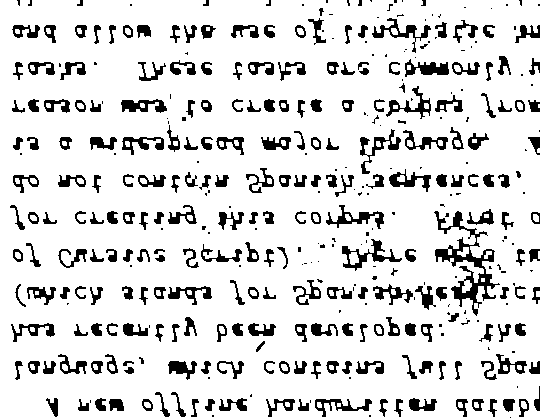 A new offline handwritten databa
language, which contains full Span
has recently been developed: the
(which stands for Spanish Restrict
of Cursive Script). There were tw
for creating this corpus. First o
do not contain Spanish sentences,
is a widespread major language. A
reason was to create a corpus from
tasks. These tasks are commonly u
and allow the use of linguistic in